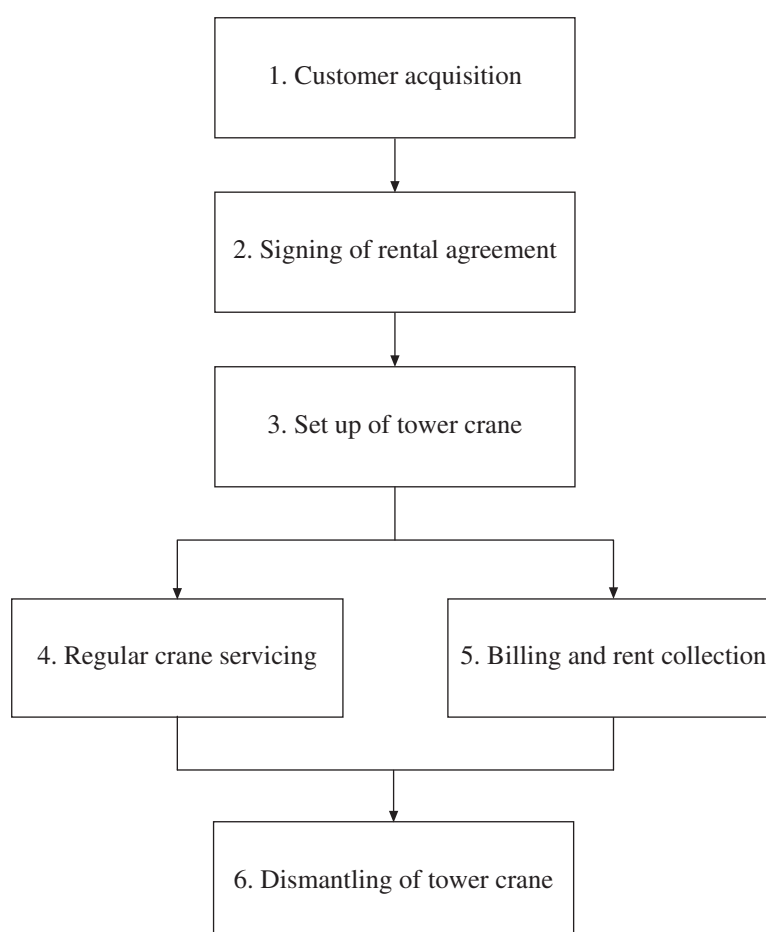 1. Customer acquisition
2. Signing of rental agreement
3. Set up of tower crane
4. Regular crane servicing
5. Billing and rent collection
6. Dismantling of tower crane